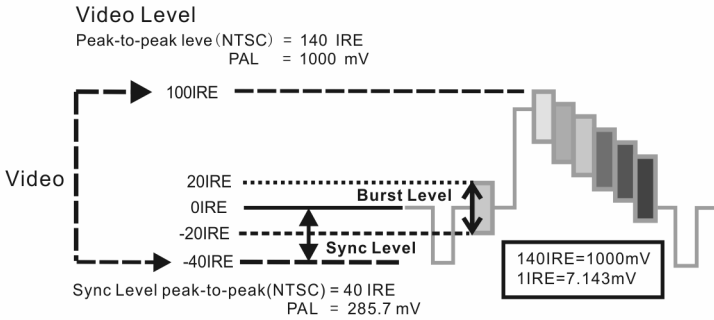 Video Level
Peak-to-peak leve(NTSC) = 140 IRE
PAL = 1000 mV
100IRE
Video
20IRE
Burst Level
0IRE
-20IRE
Sync Level
-40IRE
140IRE=1000mV
1IRE=7.143mV
Sync Level peak-to-peak(NTSC) = 40 IRE
PAL = 285.7 mV